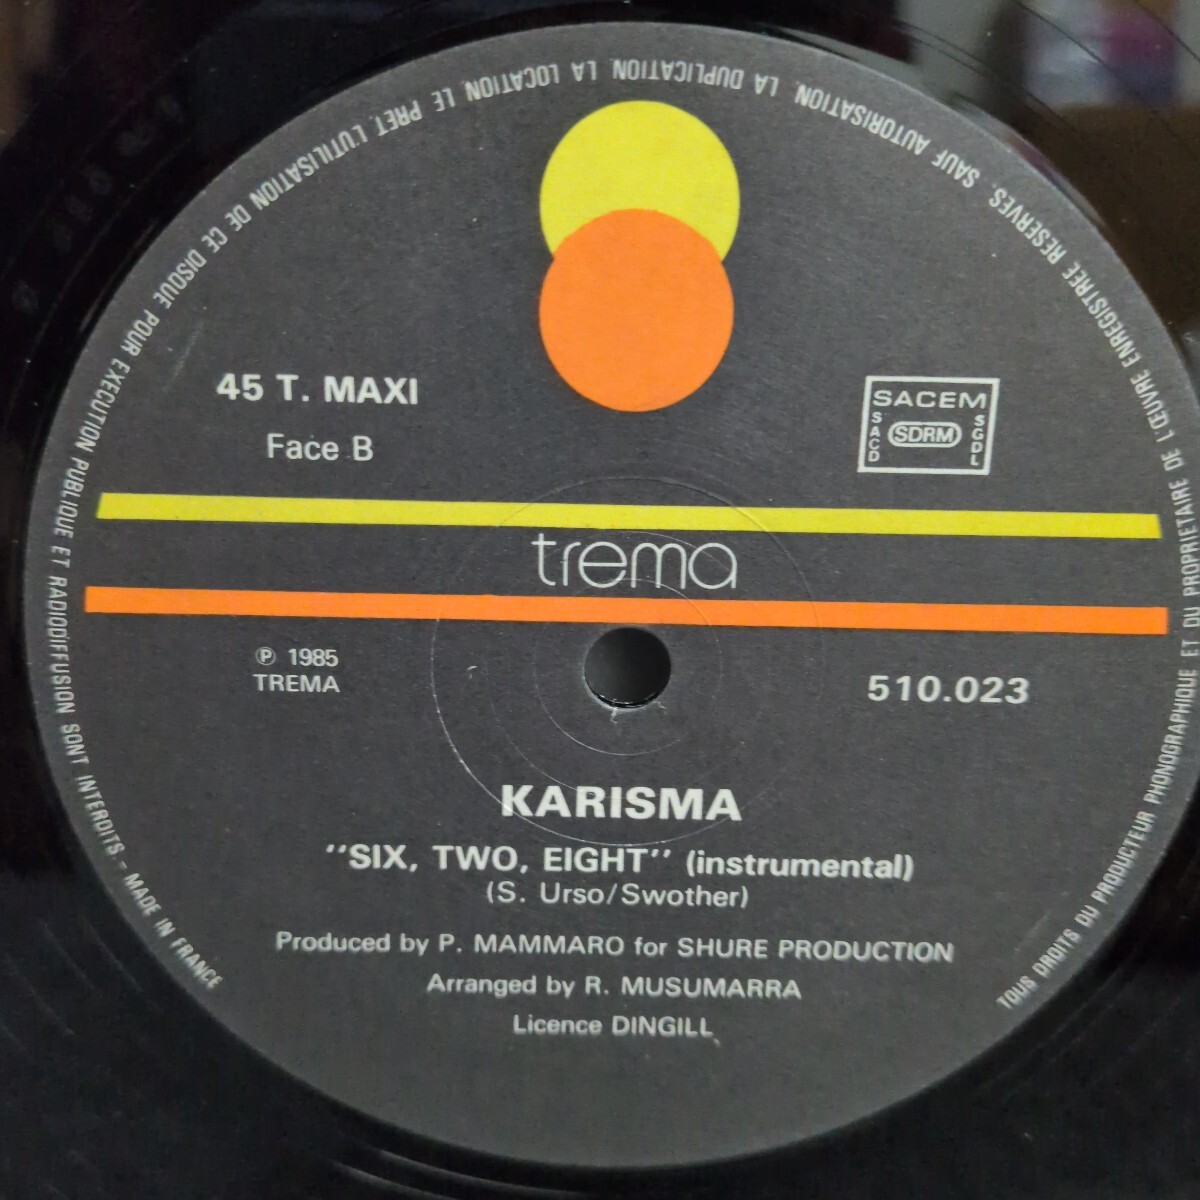 TOUS DROITS DU PRODUCTEUR PHONOGRAPHIQUE ET DU PROPRIETAIRE DE L'ŒUVRE ENREGISTREE RESERVES. SAUF AUTORISATION, LA DUPLICATION, LA LOCATION, LE PRET, L'UTILISATION DE CE DISQUE POUR EXECUTION PUBLIQUE ET RADIODIFFUSION SONT INTERDITS. - MADE IN FRANCE
45 T. MAXI
Face B
SACEM
SACD
SDRM
SGDL
trema
℗ 1985
TREMA
510.023
KARISMA
"SIX, TWO, EIGHT" (instrumental)
(S. Urso/Swother)
Produced by P. MAMMARO for SHURE PRODUCTION
Arranged by R. MUSUMARRA
Licence DINGILL